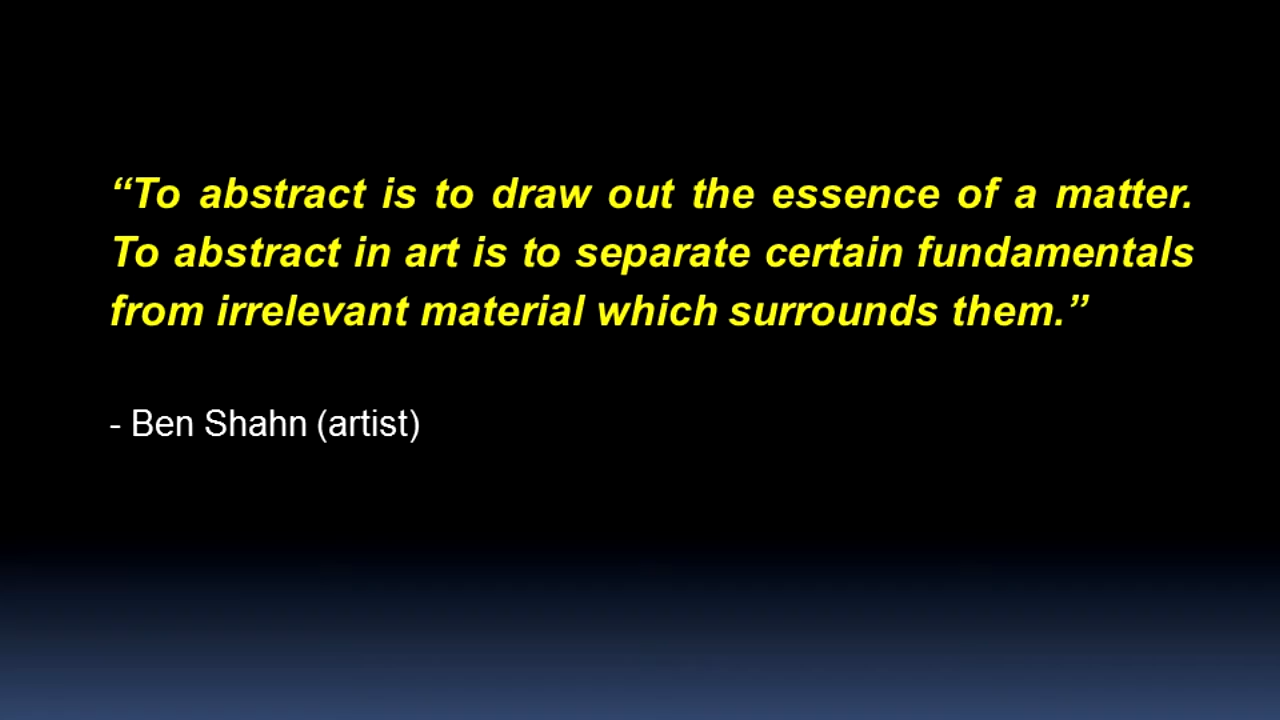 “To abstract is to draw out the essence of a matter.
To abstract in art is to separate certain fundamentals
from irrelevant material which surrounds them.”
- Ben Shahn (artist)